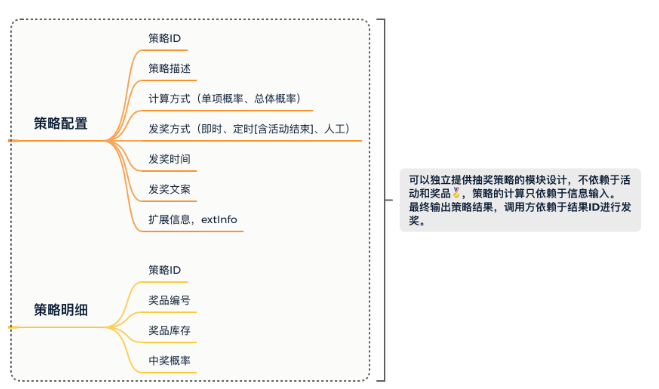 策略配置
策略ID
策略描述
计算方式（单项概率、总体概率）
发奖方式（即时、定时[含活动结束]、人工）
发奖时间
发奖文案
扩展信息，extInfo
策略明细
策略ID
奖品编号
奖品库存
中奖概率
可以独立提供抽奖策略的模块设计，不依赖于活
动和奖品🏅，策略的计算只依赖于信息输入。
最终输出策略结果，调用方依赖于结果ID进行发
奖。